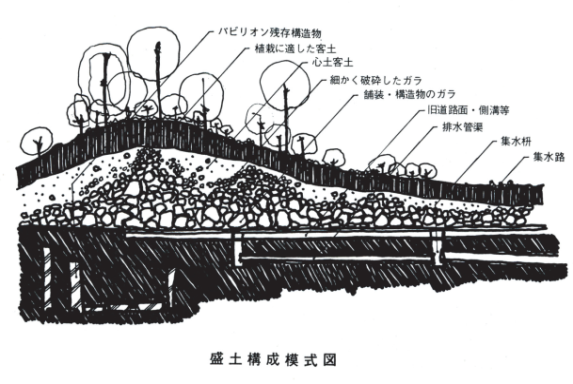 パビリオン残存構造物
植栽に適した客土
心土客土
細かく破砕したガラ
舗装・構造物のガラ
旧道路面・側溝等
排水管渠
集水枡
集水路
盛土構成模式図